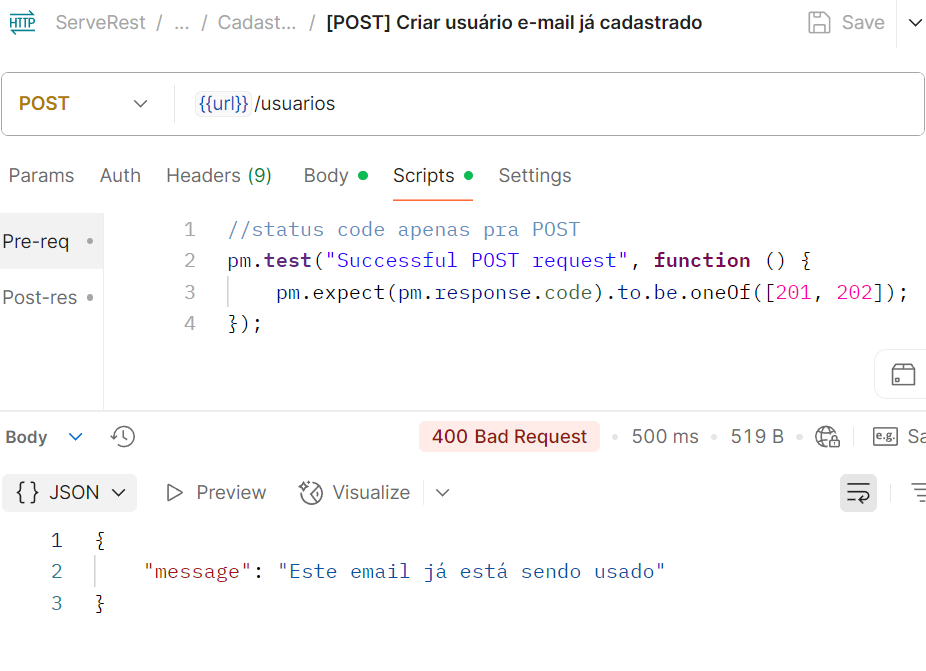 HTTP ServeRest / ... / Cadast... / [POST] Criar usuário e-mail já cadastrado Save
POST {{url}} /usuarios
Params Auth Headers (9) Body Scripts Settings
Pre-req
Post-res
1 //status code apenas pra POST
2 pm.test("Successful POST request", function () {
3 pm.expect(pm.response.code).to.be.oneOf([201, 202]);
4 });
Body 400 Bad Request 500 ms 519 B e.g. Sa
{} JSON Preview Visualize
1 {
2 "message": "Este email já está sendo usado"
3 }